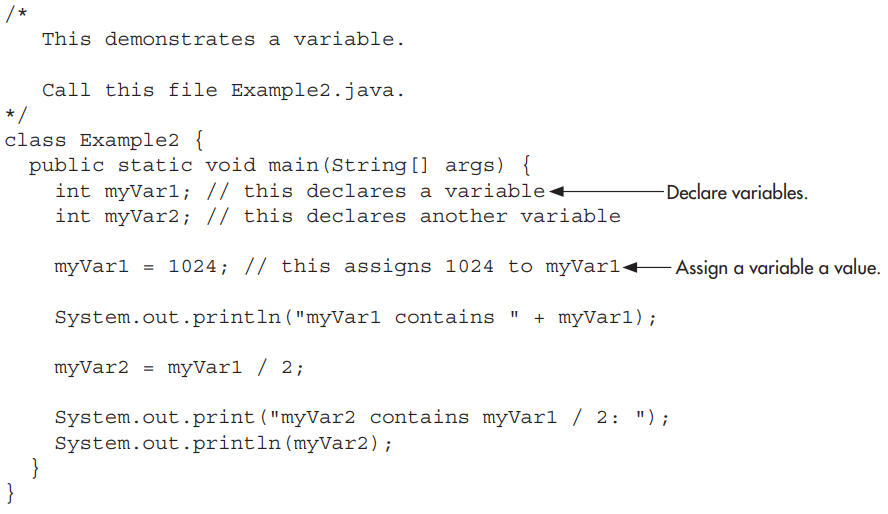 /*
   This demonstrates a variable.

   Call this file Example2.java.
*/
class Example2 {
  public static void main(String[] args) {
    int myVar1; // this declares a variable Declare variables.
    int myVar2; // this declares another variable

    myVar1 = 1024; // this assigns 1024 to myVar1 Assign a variable a value.

    System.out.println("myVar1 contains " + myVar1);

    myVar2 = myVar1 / 2;

    System.out.print("myVar2 contains myVar1 / 2: ");
    System.out.println(myVar2);
  }
}